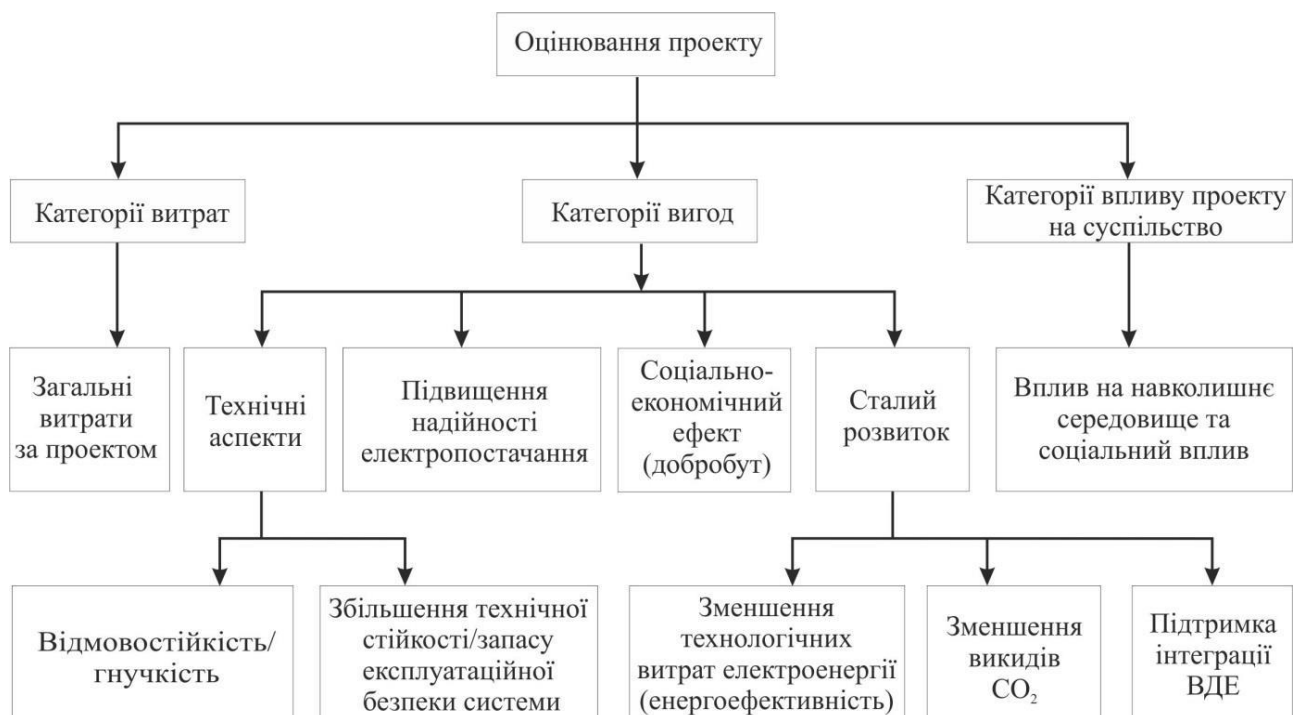 Оцінювання проекту
Категорії витрат
Категорії вигод
Категорії впливу проекту
на суспільство
Загальні
витрати
за проектом
Технічні
аспекти
Підвищення
надійності
електропостачання
Соціально-
економічний
ефект
(добробут)
Сталий
розвиток
Вплив на навколишнє
середовище та
соціальний вплив
Відмовостійкість/
гнучкість
Збільшення технічної
стійкості/запасу
експлуатаційної
безпеки системи
Зменшення
технологічних
витрат електроенергії
(енергоефективність)
Зменшення
викидів
CO₂
Підтримка
інтеграції
ВДЕ